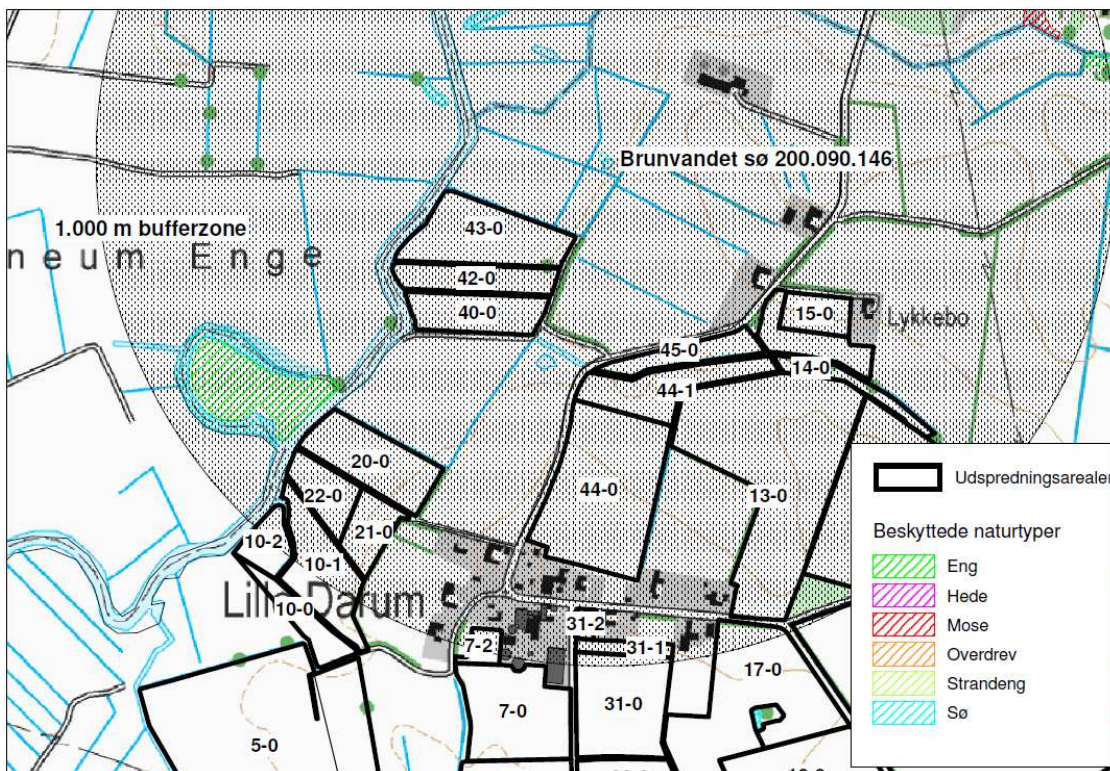 Brunvandet sø 200.090.146
43-0
1.000 m bufferzone
neum Enge
42-0
40-0
15-0
Lykkebo
45-0
14-0
44-1
20-0
22-0
44-0
13-0
21-0
10-2
10-1
Lille Darum
10-0
31-2
7-2
31-1
17-0
7-0
31-0
5-0
Udspredningsarealer
Beskyttede naturtyper
Eng
Hede
Mose
Overdrev
Strandeng
Sø